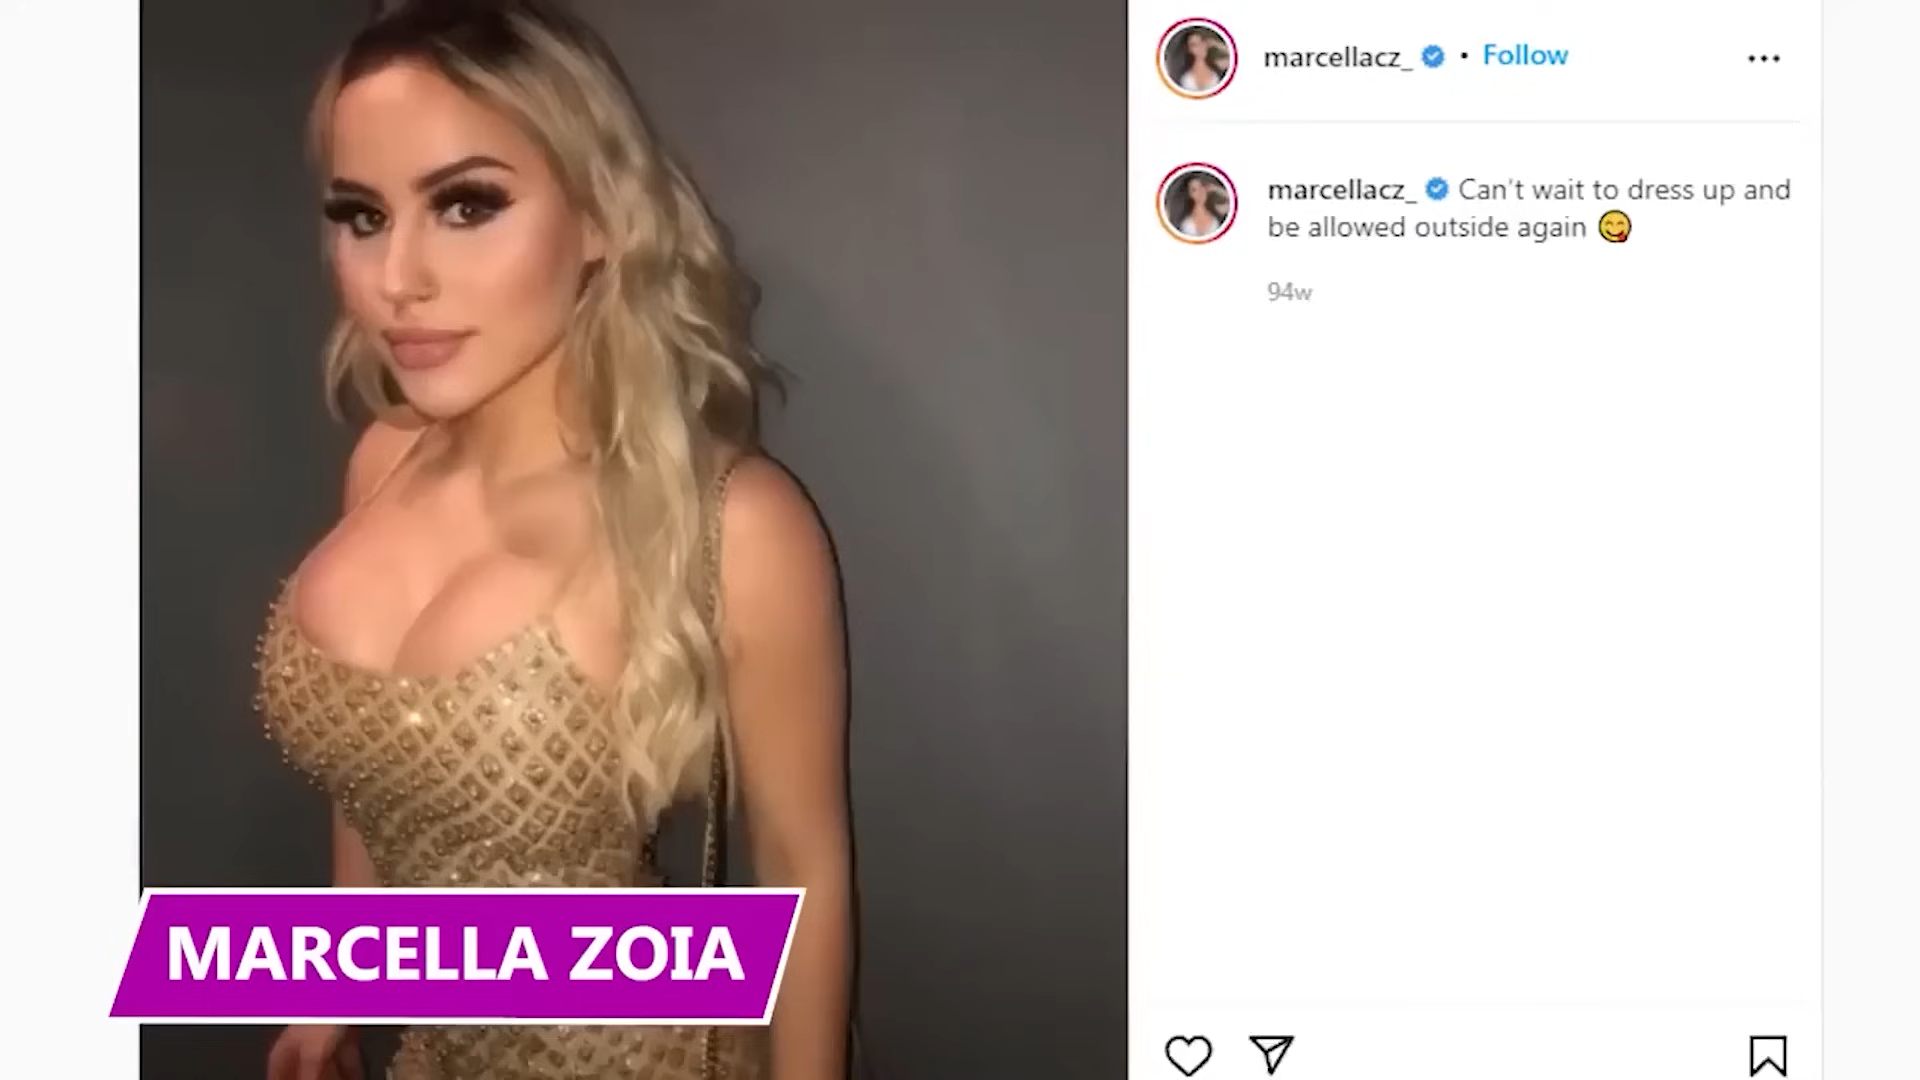 marcellacz_ • Follow
marcellacz_ Can't wait to dress up and
be allowed outside again 😋
94w
MARCELLA ZOIA